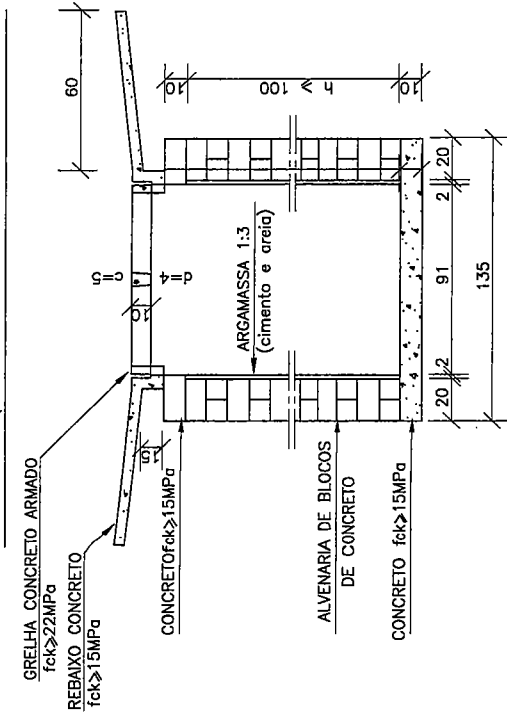 GRELHA CONCRETO ARMADO
fck≥22MPa
REBAIXO CONCRETO
fck≥15MPa
CONCRETOfck≥15MPa
ALVENARIA DE BLOCOS
DE CONCRETO
CONCRETO fck≥15MPa
ARGAMASSA 1:3
(cimento e areia)
15
10
c=5
d=4
60
10
h ≥ 100
10
20
2
91
2
20
135